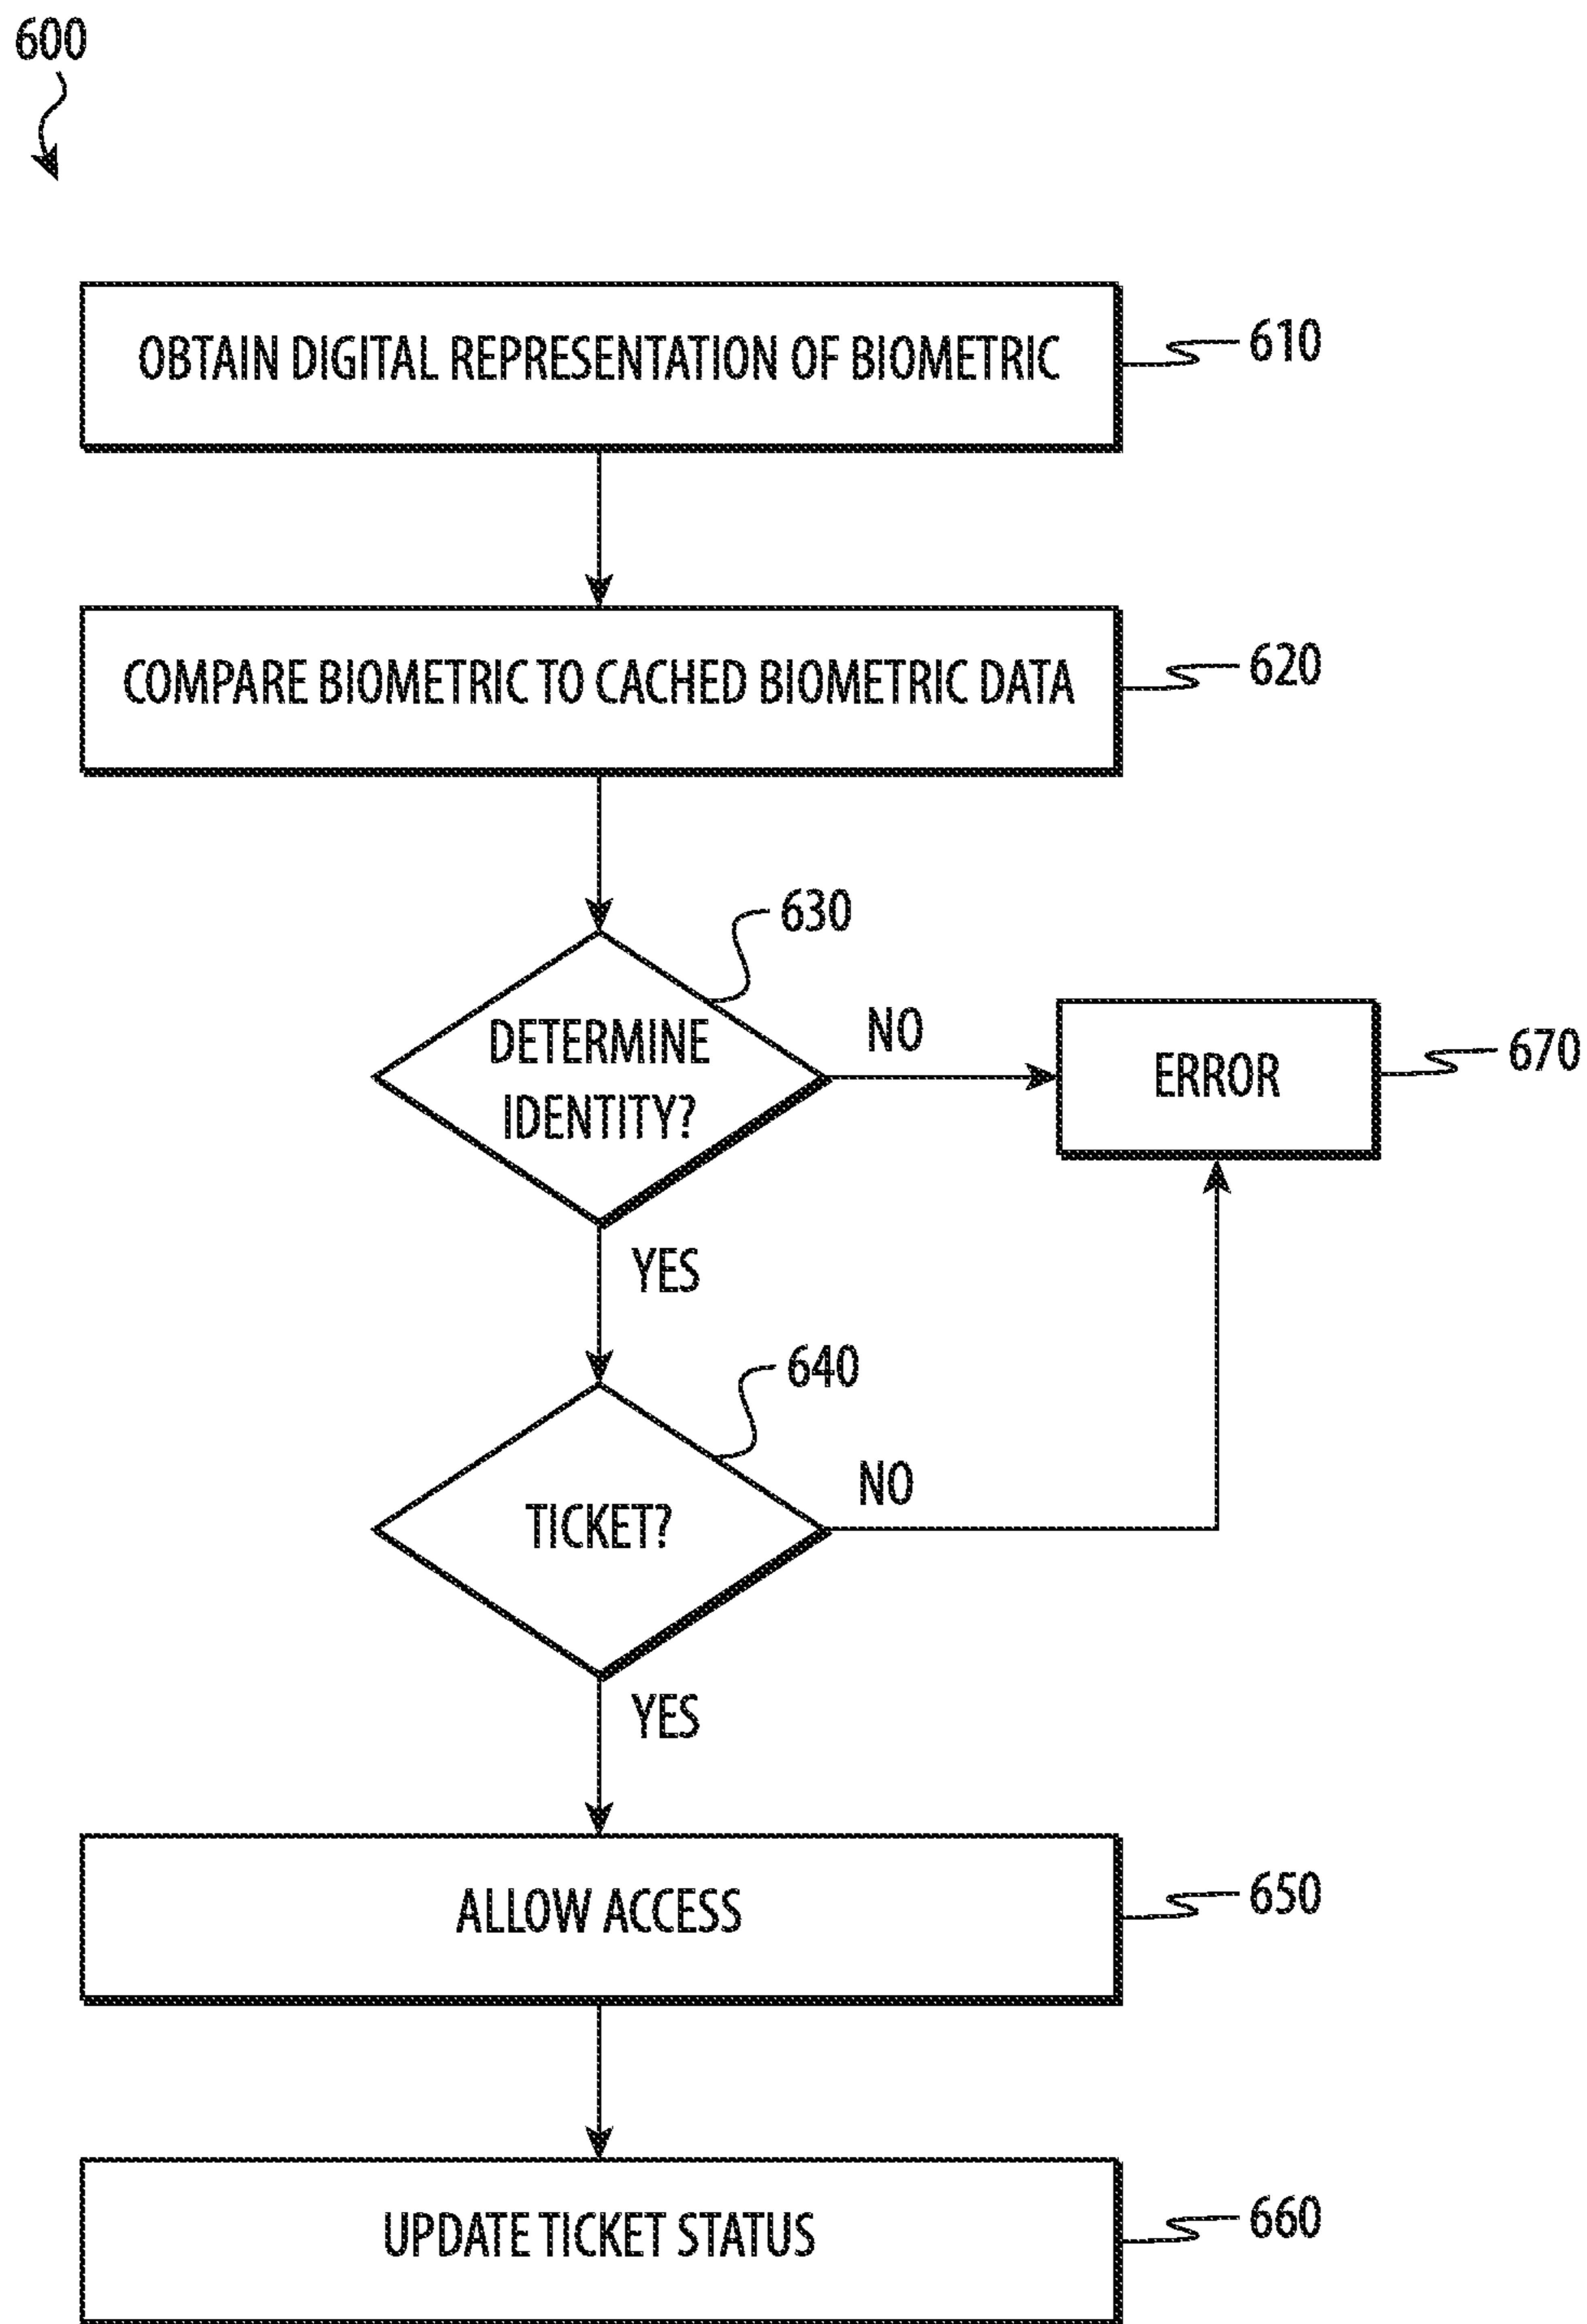 600
OBTAIN DIGITAL REPRESENTATION OF BIOMETRIC
610
COMPARE BIOMETRIC TO CACHED BIOMETRIC DATA
620
630
DETERMINE
IDENTITY?
NO
ERROR
670
YES
640
TICKET?
NO
YES
ALLOW ACCESS
650
UPDATE TICKET STATUS
660